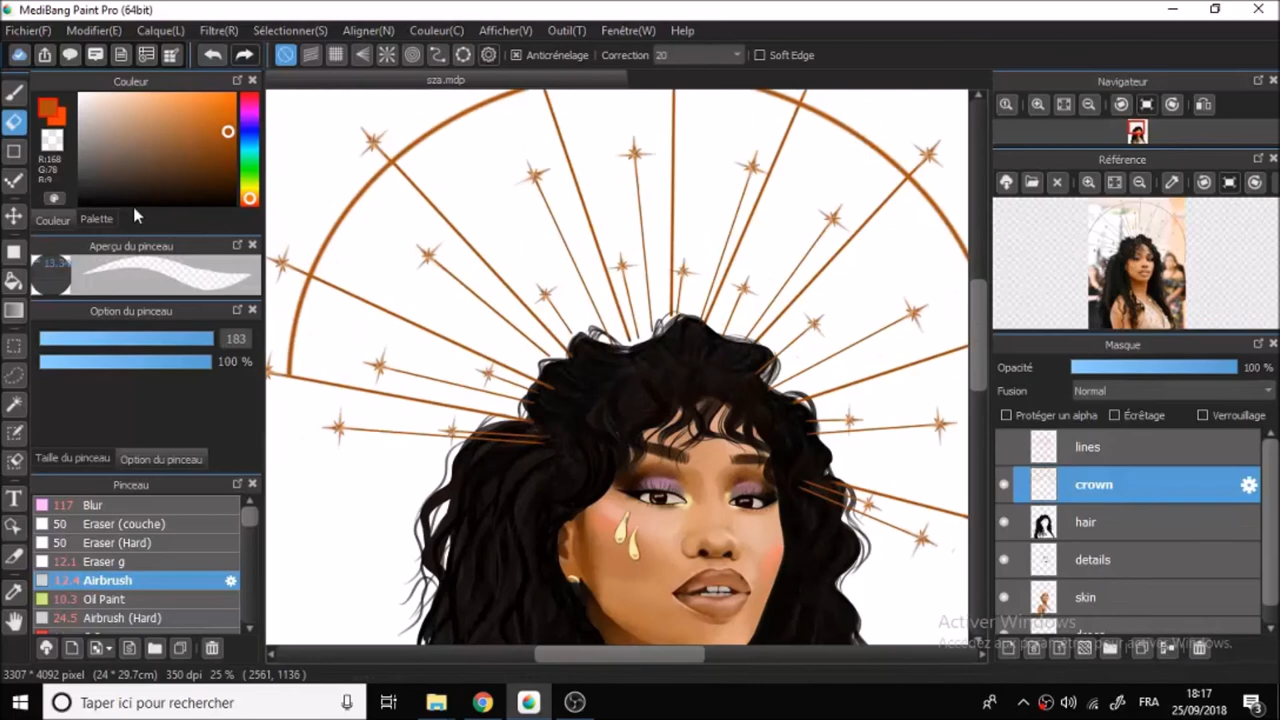 MediBang Paint Pro (64bit)
Fichier(F) Modifier(E) Calque(L) Filtre(R) Sélectionner(S) Aligner(N) Couleur(C) Afficher(V) Outil(T) Fenêtre(W) Help
Anticrénelage Correction 20 Soft Edge
Couleur
sza.mdp
Navigateur
R:168
G:78
B:9
Couleur Palette
Référence
Aperçu du pinceau
Option du pinceau
183
100 %
Masque
Opacité 100 %
Fusion Normal
Protéger un alpha Écrêtage Verrouillage
lines
crown
hair
details
skin
Taille du pinceau Option du pinceau
Pinceau
117 Blur
50 Eraser (couche)
50 Eraser (Hard)
12.1 Eraser g
12.4 Airbrush
10.3 Oil Paint
24.5 Airbrush (Hard)
Activer Windows
3307 * 4092 pixel (24 * 29.7cm) 350 dpi 25 % ( 2561, 1136 )
Taper ici pour rechercher
FRA
18:17
25/09/2018